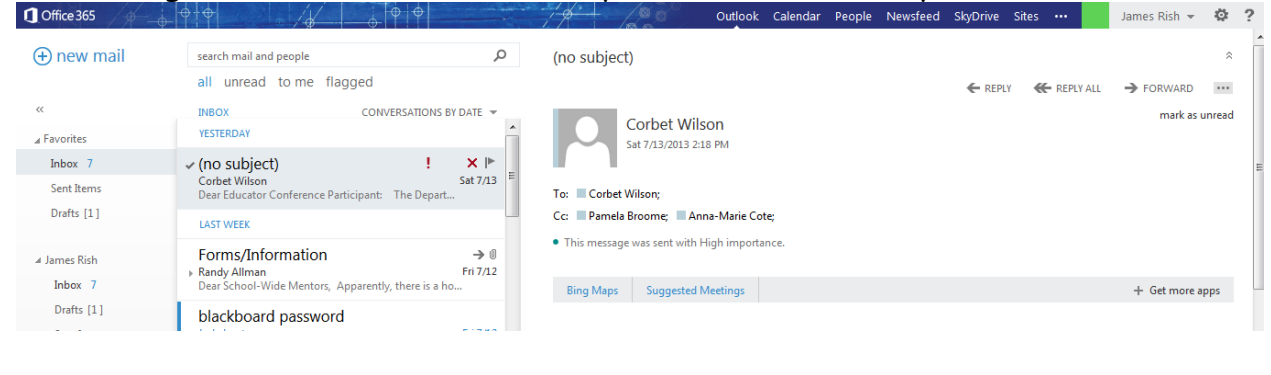 Office 365
Outlook Calendar People Newsfeed SkyDrive Sites ••• James Rish ?
new mail
«
Favorites
Inbox 7
Sent Items
Drafts [1]
James Rish
Inbox 7
Drafts [1]
search mail and people
all unread to me flagged
INBOX CONVERSATIONS BY DATE
YESTERDAY
(no subject) !
Corbet Wilson Sat 7/13
Dear Educator Conference Participant: The Depart...
LAST WEEK
Forms/Information
Randy Allman Fri 7/12
Dear School-Wide Mentors, Apparently, there is a ho...
blackboard password
(no subject)
REPLY REPLY ALL FORWARD •••
mark as unread
Corbet Wilson
Sat 7/13/2013 2:18 PM
To: Corbet Wilson;
Cc: Pamela Broome; Anna-Marie Cote;
• This message was sent with High importance.
Bing Maps Suggested Meetings + Get more apps